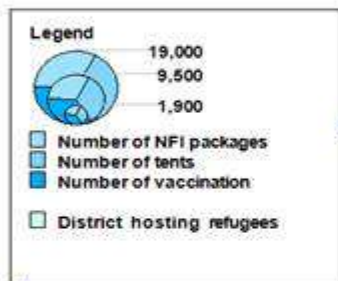 Legend
19,000
9,500
1,900
Number of NFI packages
Number of tents
Number of vaccination
District hosting refugees